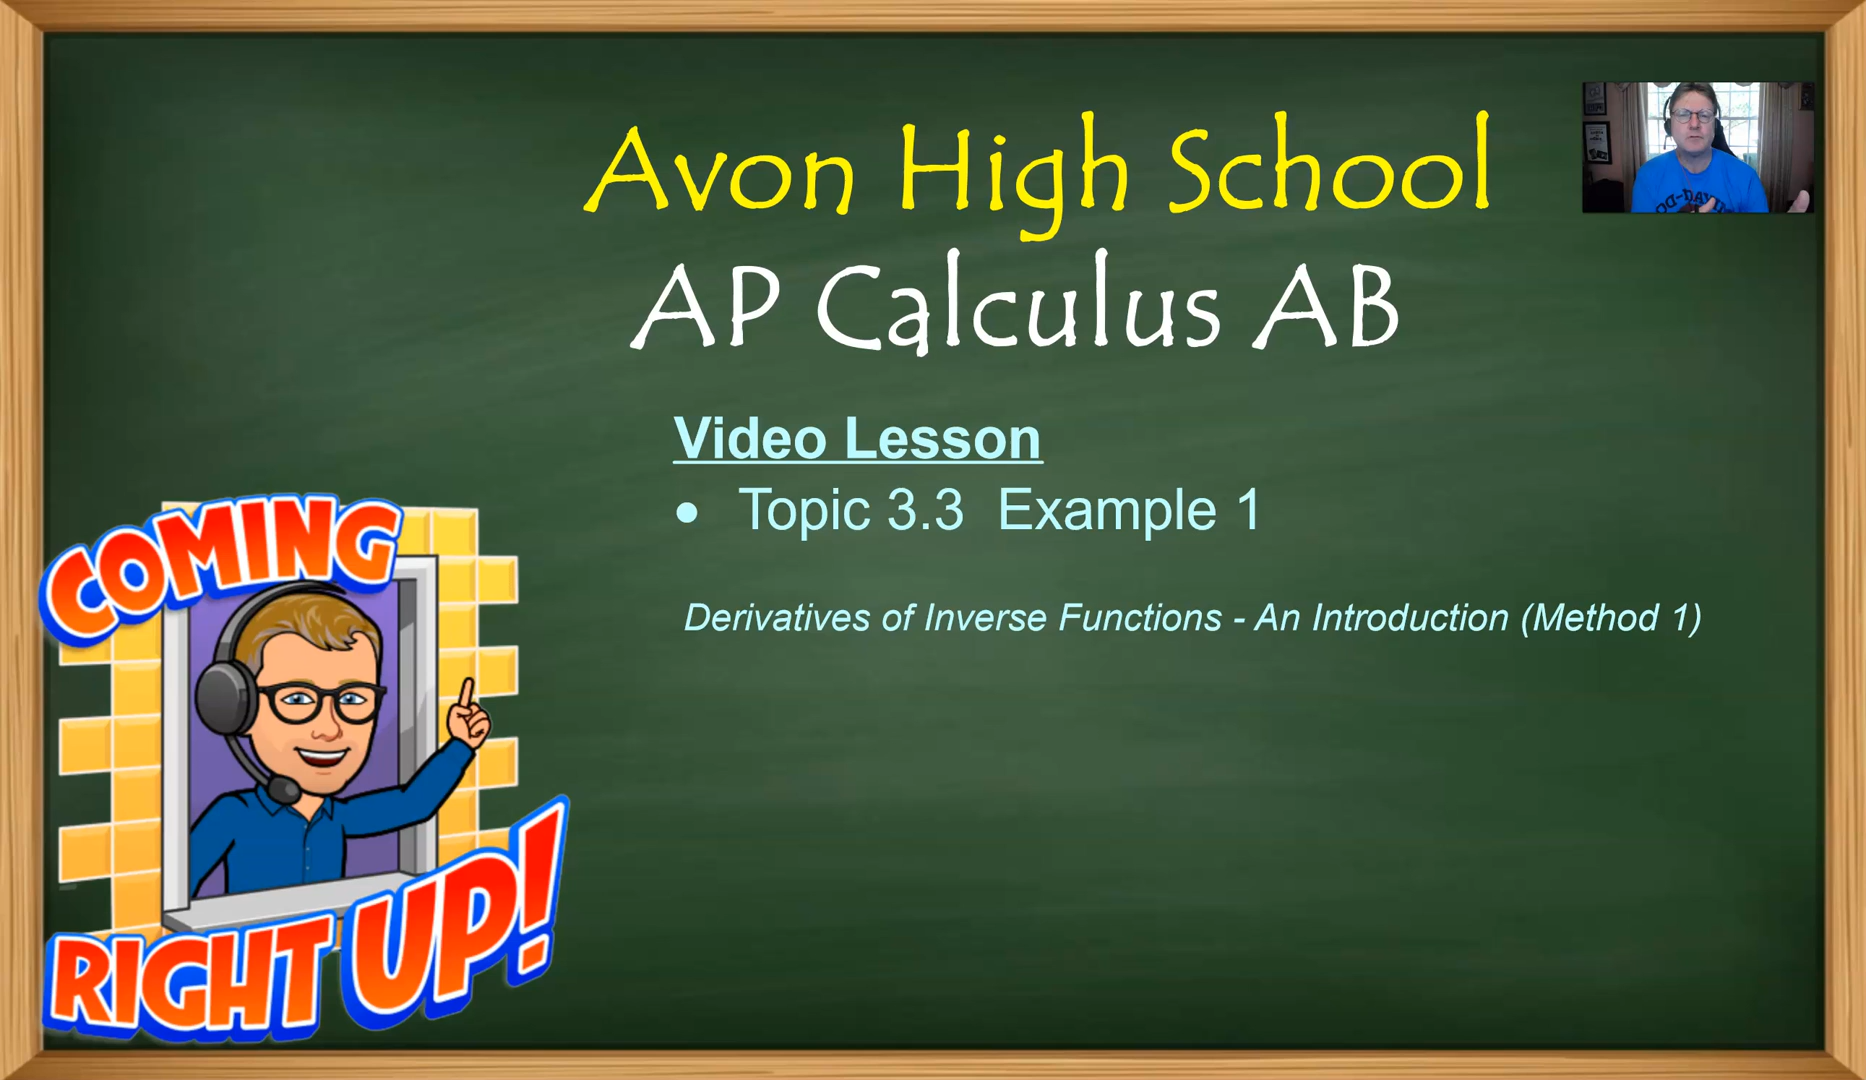 Avon High School
AP Calculus AB
Video Lesson
• Topic 3.3 Example 1
Derivatives of Inverse Functions - An Introduction (Method 1)
COMING
RIGHT UP!